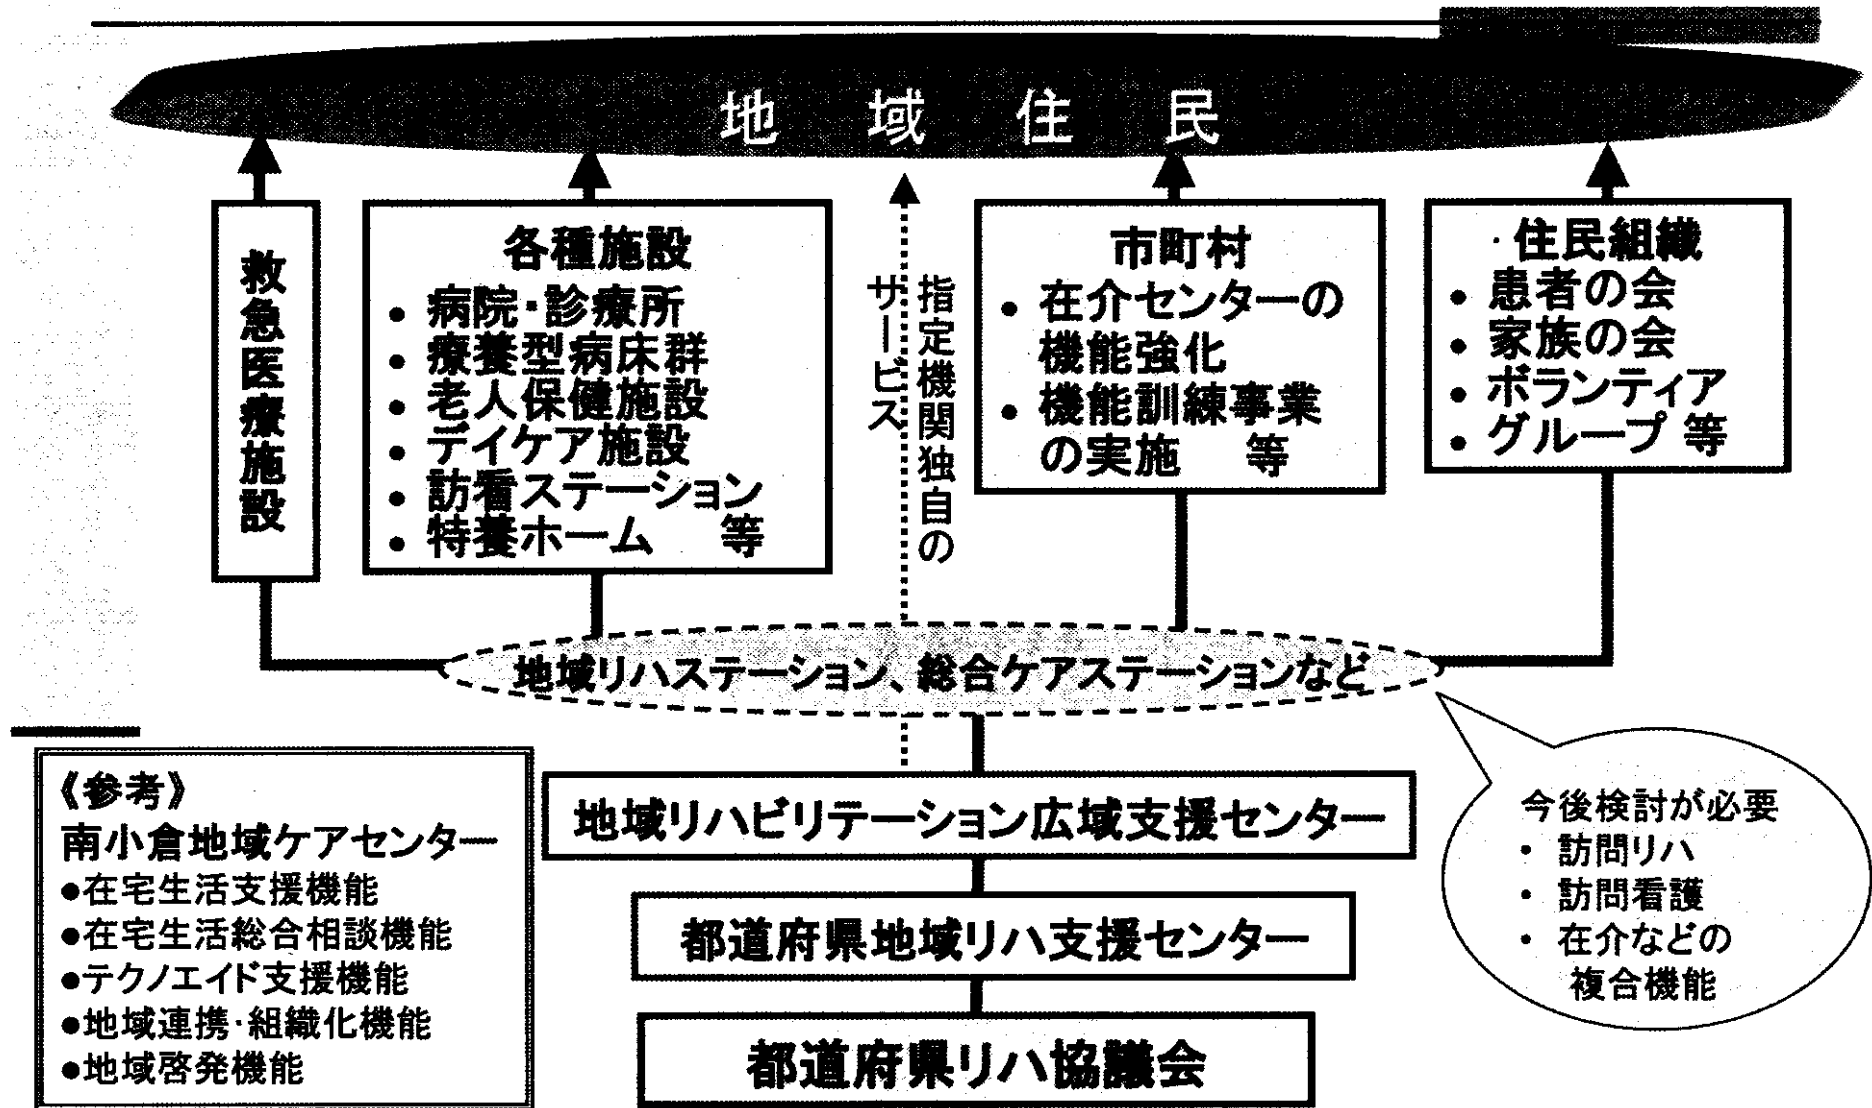 地域住民
救急医療施設
各種施設
● 病院・診療所
● 療養型病床群
● 老人保健施設
● デイケア施設
● 訪看ステーション
● 特養ホーム 等
指定機関独自の
サービス
市町村
● 在介センターの
機能強化
● 機能訓練事業
の実施 等
・住民組織
● 患者の会
● 家族の会
● ボランティア
● グループ 等
地域リハステーション、総合ケアステーションなど
地域リハビリテーション広域支援センター
都道府県地域リハ支援センター
都道府県リハ協議会
《参考》
南小倉地域ケアセンター
●在宅生活支援機能
●在宅生活総合相談機能
●テクノエイド支援機能
●地域連携・組織化機能
●地域啓発機能
今後検討が必要
・ 訪問リハ
・ 訪問看護
・ 在介などの
複合機能